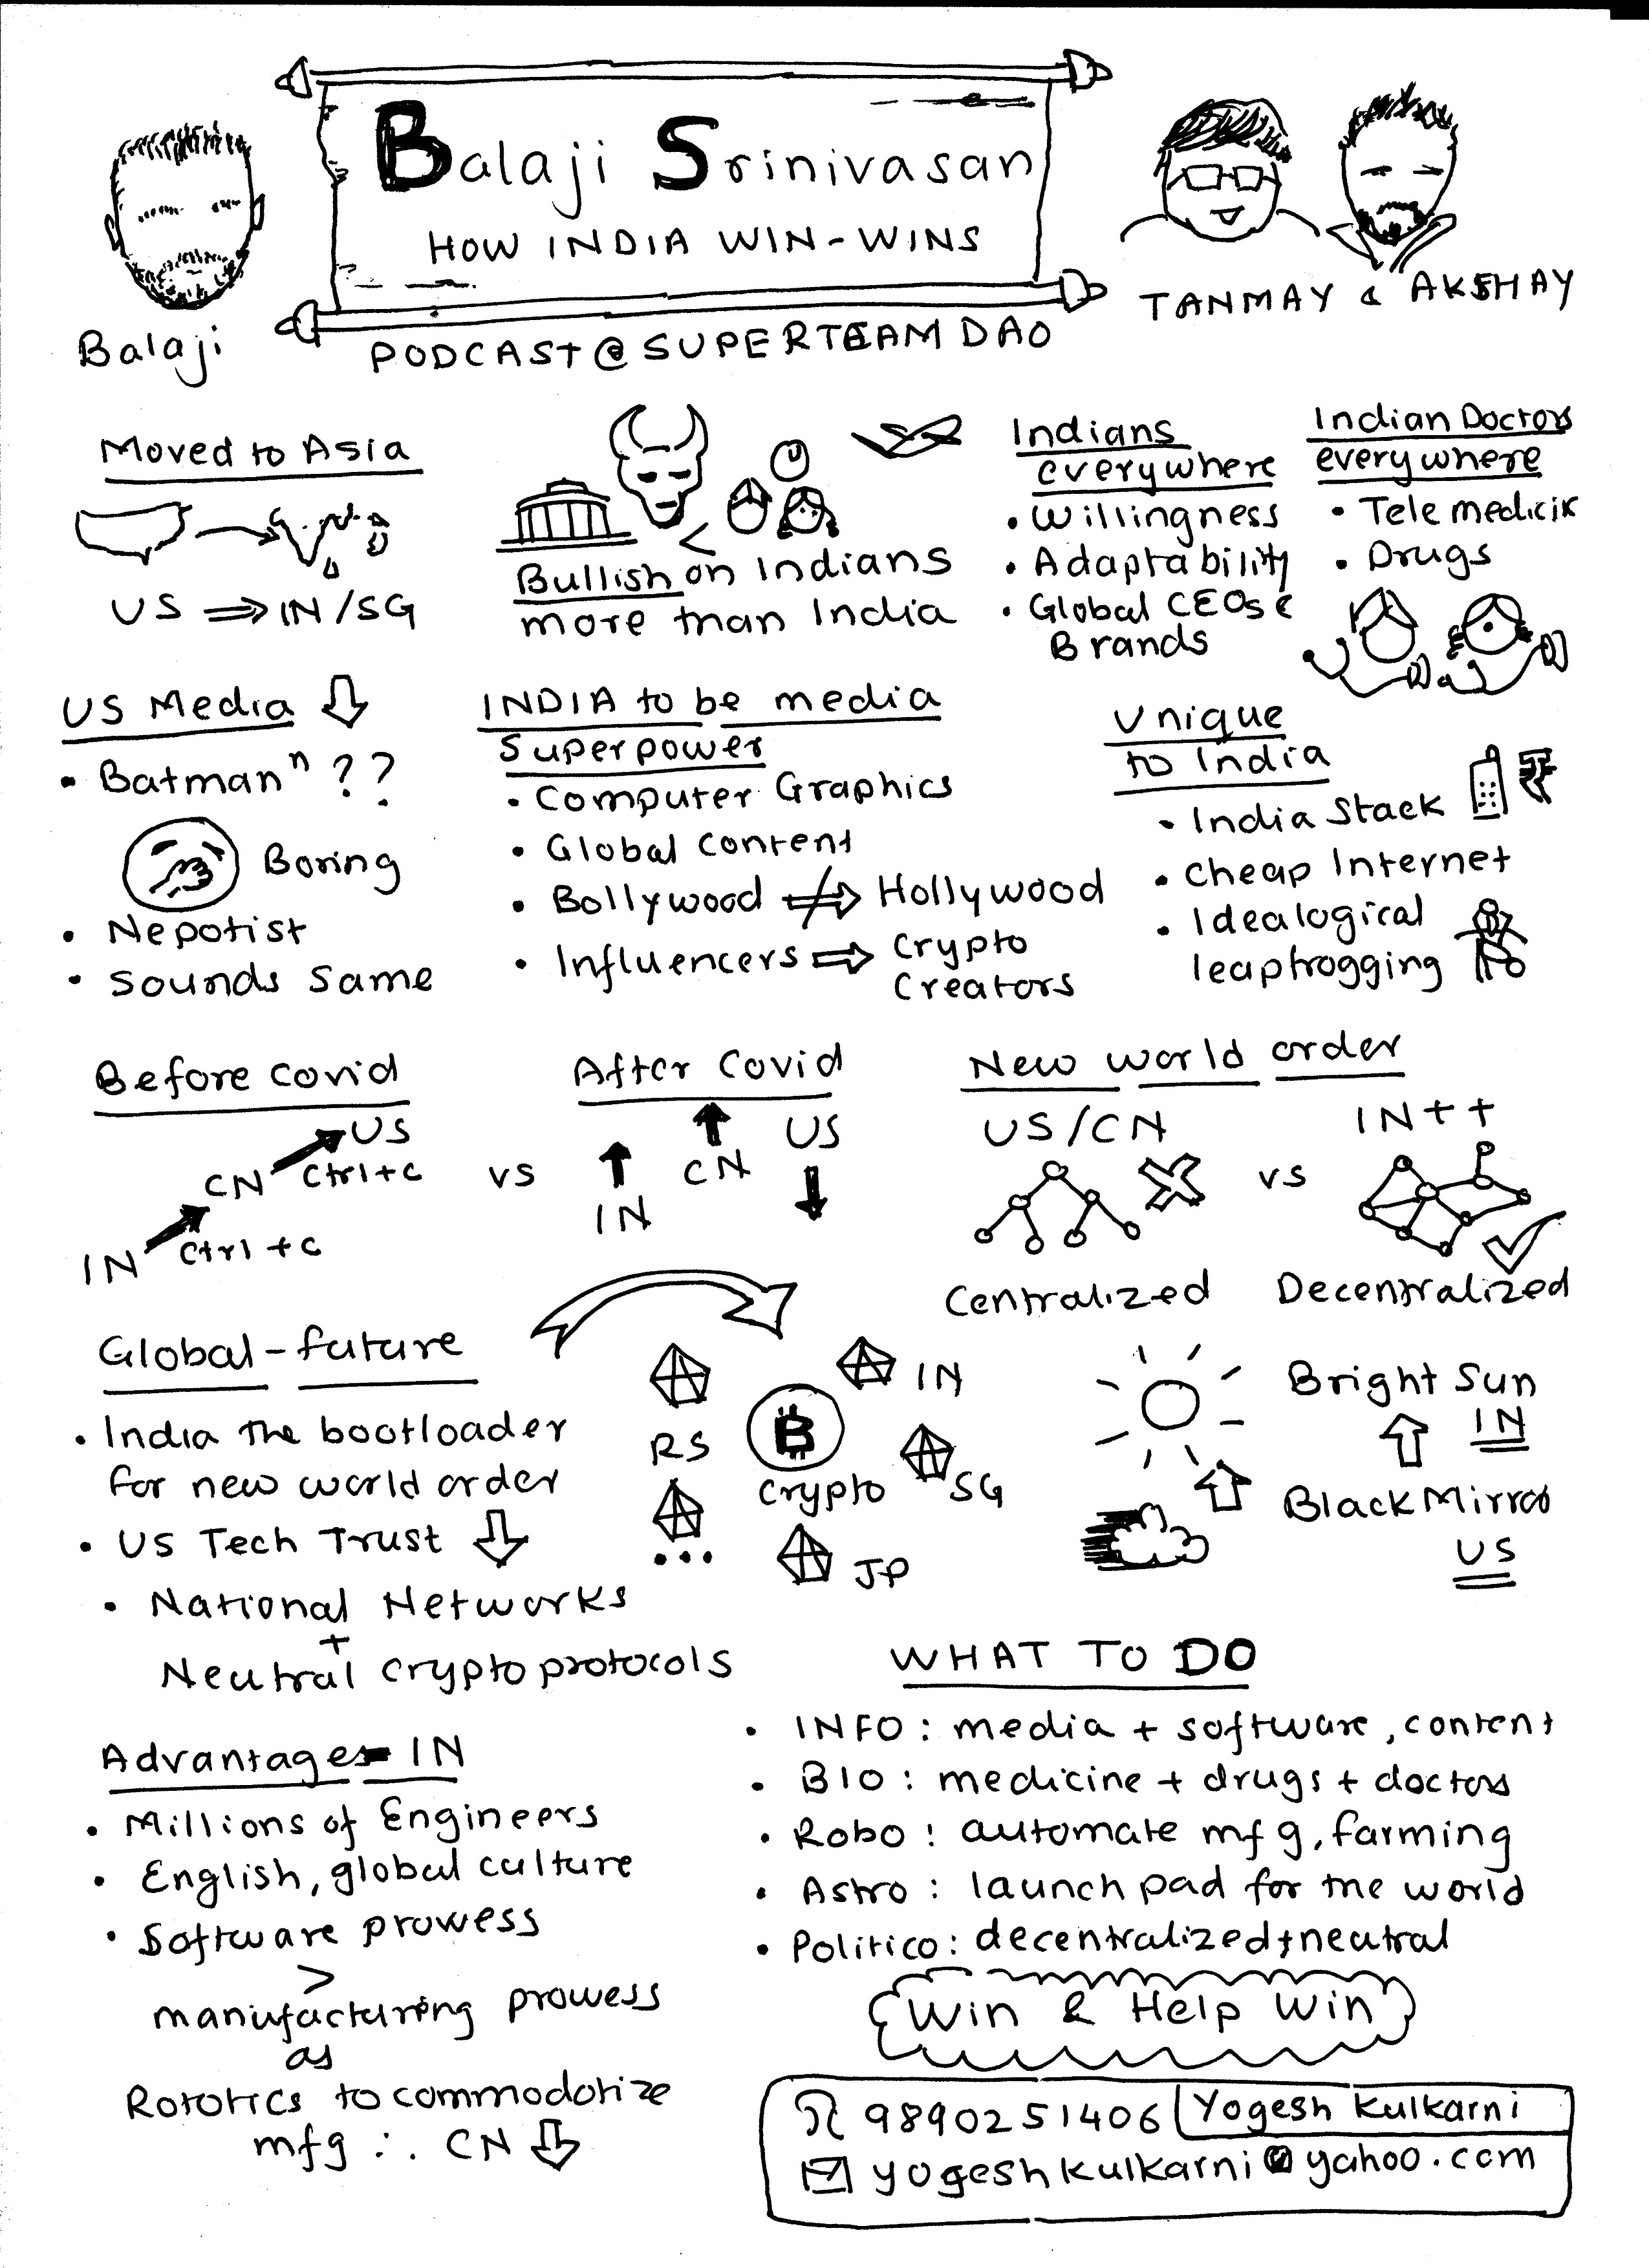 Balaji Srinivasan
HOW INDIA WIN-WINS
Balaji
PODCAST @ SUPERTEAM DAO
TANMAY & AKSHAY
Moved to Asia
US ⇒ IN/SG
Bullish on Indians
more than India
Indians
everywhere
• Willingness
• Adaptability
• Global CEOs &
Brands
Indian Doctors
everywhere
• Tele medicin
• Drugs
US Media ⇩
• Batmanⁿ ??
Boring
• Nepotist
• Sounds Same
INDIA to be media
Superpower
• Computer Graphics
• Global Content
• Bollywood ⇏ Hollywood
• Influencers ⇒ Crypto
Creators
Unique
to India
• India Stack ₹
• Cheap Internet
• Idealogical
leapfrogging
Before Covid
US
CN Ctrl+C
IN Ctrl+C
vs
After Covid
IN CN US
New world order
US/CN vs IN++
Centralized Decentralized
Global-future
• India the bootloader
for new world order
• US Tech Trust ⇩
• National Networks
+
Neutral crypto protocols
RS
IN
B
Crypto
SG
JP
...
Bright Sun
IN
Black Mirror
US
Advantages IN
• Millions of Engineers
• English, global culture
• Software prowess
>
manufacturing prowess
as
Rototics to commodotize
mfg ∴ CN ⇩
WHAT TO DO
• INFO: media + software, content
• BIO: medicine + drugs + doctors
• Robo: automate mfg, farming
• Astro: launch pad for the world
• Politico: decentralized+neutral
Win & Help Win
9890251406 Yogesh Kulkarni
yogeshkulkarni@yahoo.com